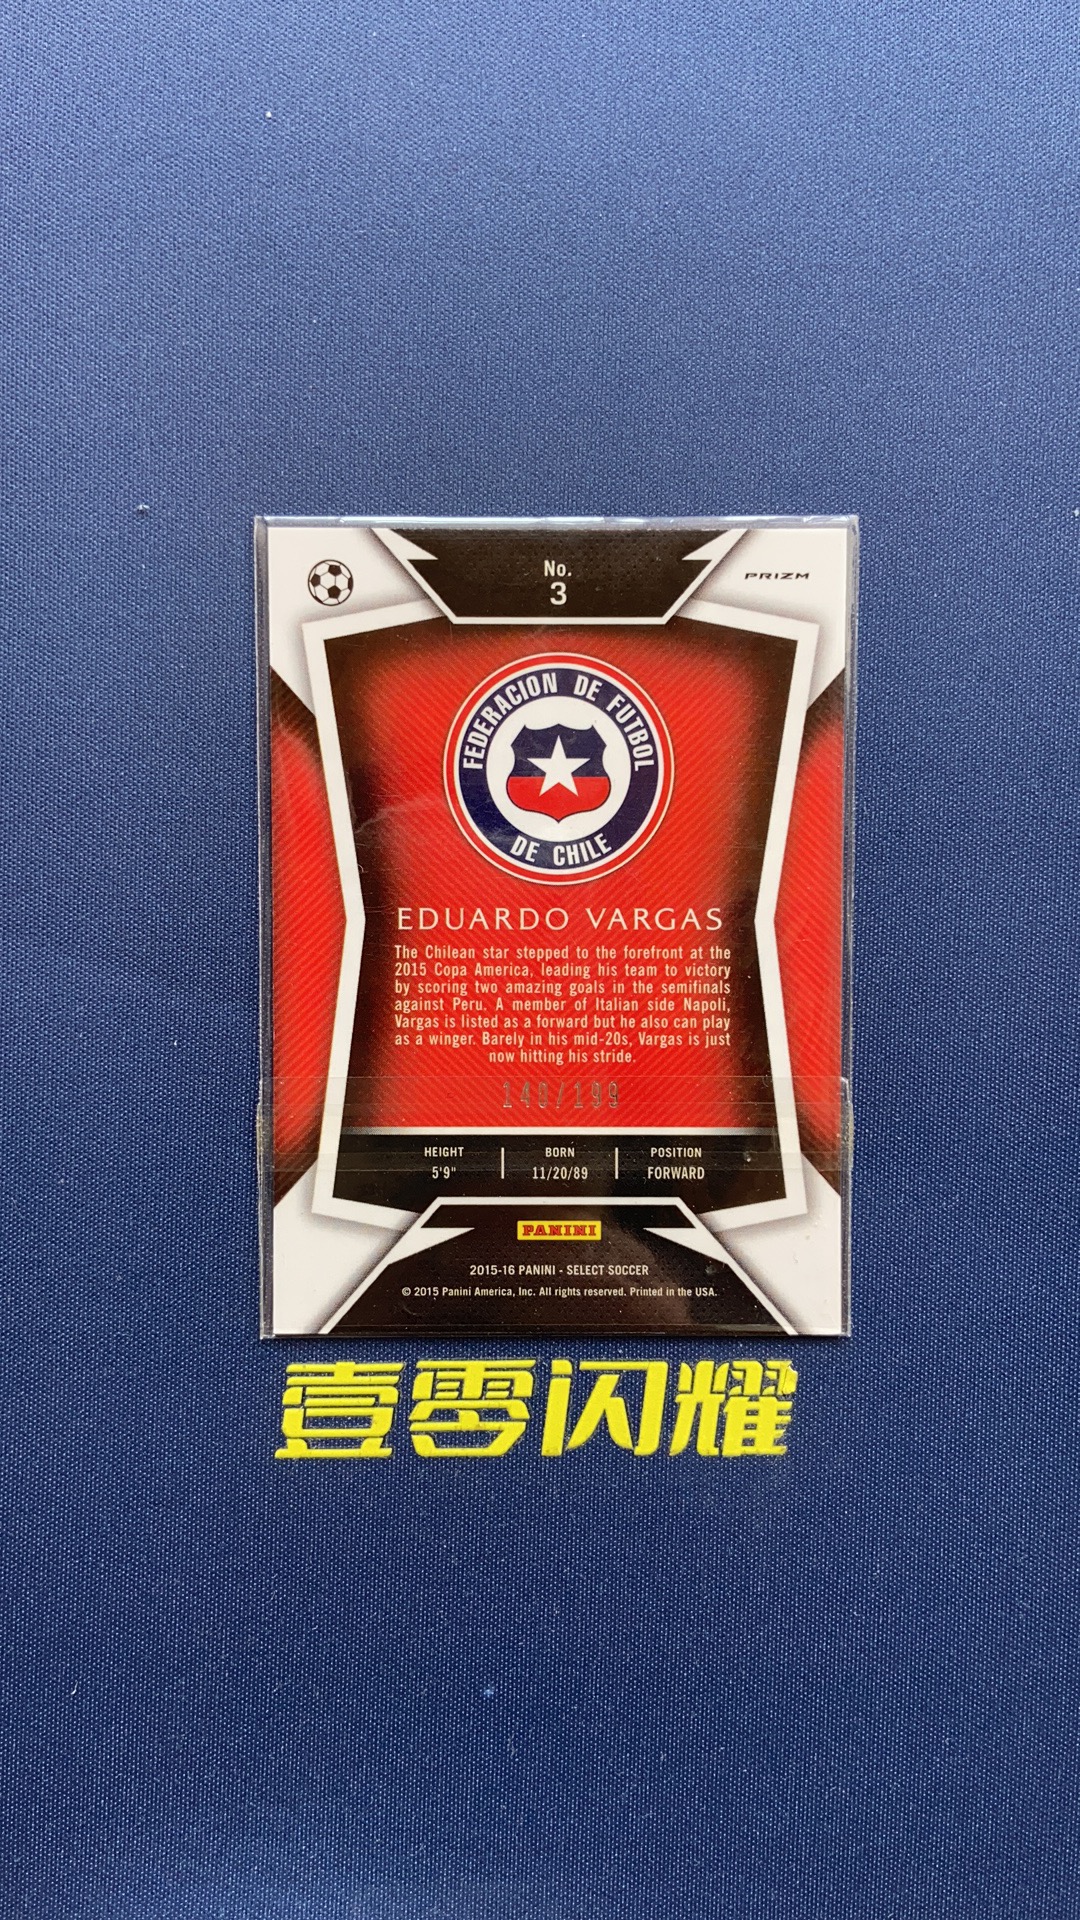 No.
3
PRIZM
FEDERACION DE FUTBOL
DE CHILE
EDUARDO VARGAS
The Chilean star stepped to the forefront at the
2015 Copa America, leading his team to victory
by scoring two amazing goals in the semifinals
against Peru. A member of Italian side Napoli,
Vargas is listed as a forward but he also can play
as a winger. Barely in his mid-20s, Vargas is just
now hitting his stride.
140/199
HEIGHT BORN POSITION
5'9" 11/20/89 FORWARD
PANINI
2015-16 PANINI - SELECT SOCCER
© 2015 Panini America, Inc. All rights reserved. Printed in the USA.
壹零闪耀